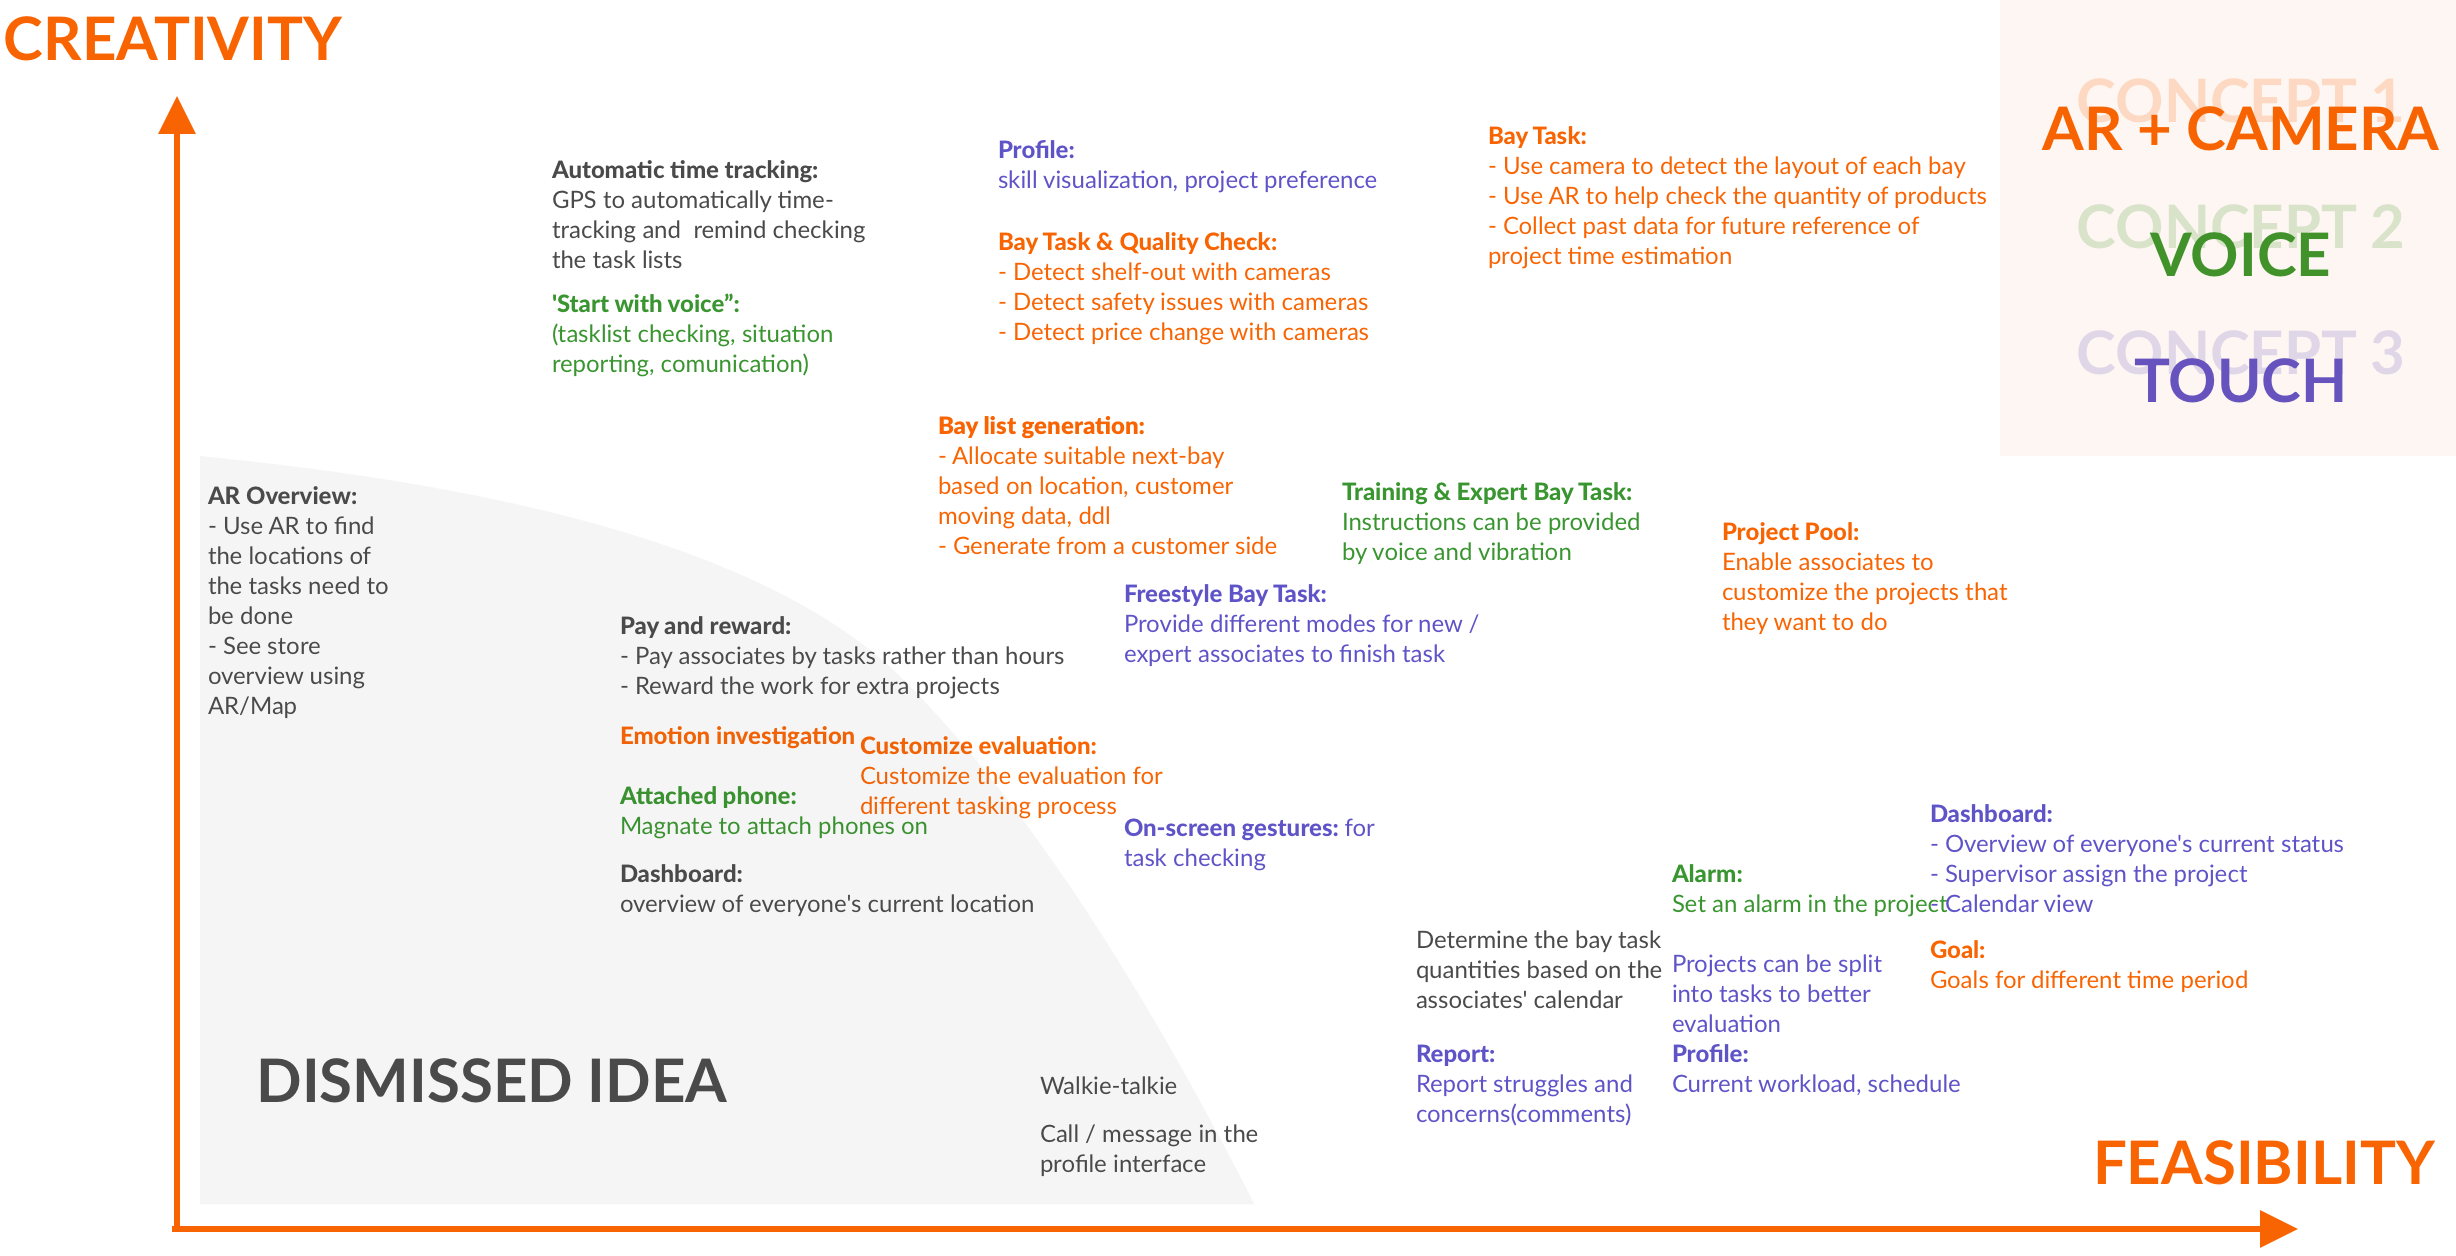 CREATIVITY
CONCEPT 1
AR + CAMERA
CONCEPT 2
VOICE
CONCEPT 3
TOUCH
Automatic time tracking:
GPS to automatically time-
tracking and  remind checking
the task lists
'Start with voice”:
(tasklist checking, situation
reporting, comunication)
Profile:
skill visualization, project preference
Bay Task & Quality Check:
- Detect shelf-out with cameras
- Detect safety issues with cameras
- Detect price change with cameras
Bay Task:
- Use camera to detect the layout of each bay
- Use AR to help check the quantity of products
- Collect past data for future reference of
project time estimation
Bay list generation:
- Allocate suitable next-bay
based on location, customer
moving data, ddl
- Generate from a customer side
Training & Expert Bay Task:
Instructions can be provided
by voice and vibration
Project Pool:
Enable associates to
customize the projects that
they want to do
AR Overview:
- Use AR to find
the locations of
the tasks need to
be done
- See store
overview using
AR/Map
Freestyle Bay Task:
Provide different modes for new /
expert associates to finish task
Pay and reward:
- Pay associates by tasks rather than hours
- Reward the work for extra projects
Emotion investigation
Customize evaluation:
Customize the evaluation for
different tasking process
Attached phone:
Magnate to attach phones on
On-screen gestures: for
task checking
Dashboard:
overview of everyone's current location
Dashboard:
- Overview of everyone's current status
- Supervisor assign the project
- Calendar view
Alarm:
Set an alarm in the project
Determine the bay task
quantities based on the
associates' calendar
Projects can be split
into tasks to better
evaluation
Goal:
Goals for different time period
Report:
Report struggles and
concerns(comments)
Profile:
Current workload, schedule
DISMISSED IDEA
Walkie-talkie
Call / message in the
profile interface
FEASIBILITY